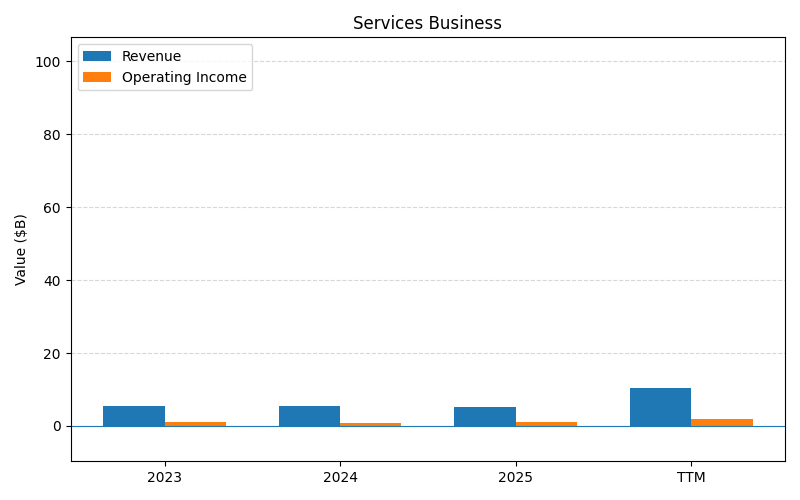 Services Business
Revenue
Operating Income
Value ($B)
100
80
60
40
20
0
2023
2024
2025
TTM